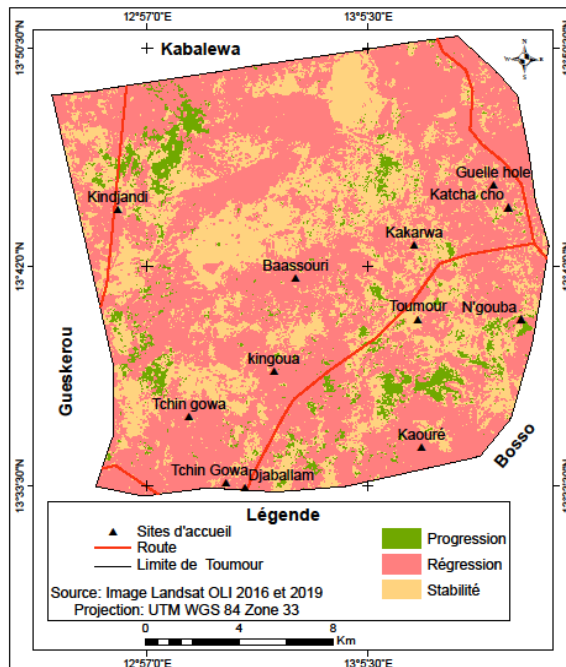 12°57'0"E 13°5'30"E
13°50'30"N 13°50'30"N
Kabalewa
N
W E
S
Guelle hole
Kindjandi
Katcha cho
Kakarwa
13°42'0"N
Baassouri
Toumour
N'gouba
Gueskerou
kingoua
Tchin gowa
Kaouré
Bosso
Tchin Gowa
Djaballam
13°33'30"N
Légende
Sites d'accueil
Route
Limite de Toumour
Progression
Régression
Stabilité
Source: Image Landsat OLI 2016 et 2019
Projection: UTM WGS 84 Zone 33
0 4 8
Km
12°57'0"E 13°5'30"E